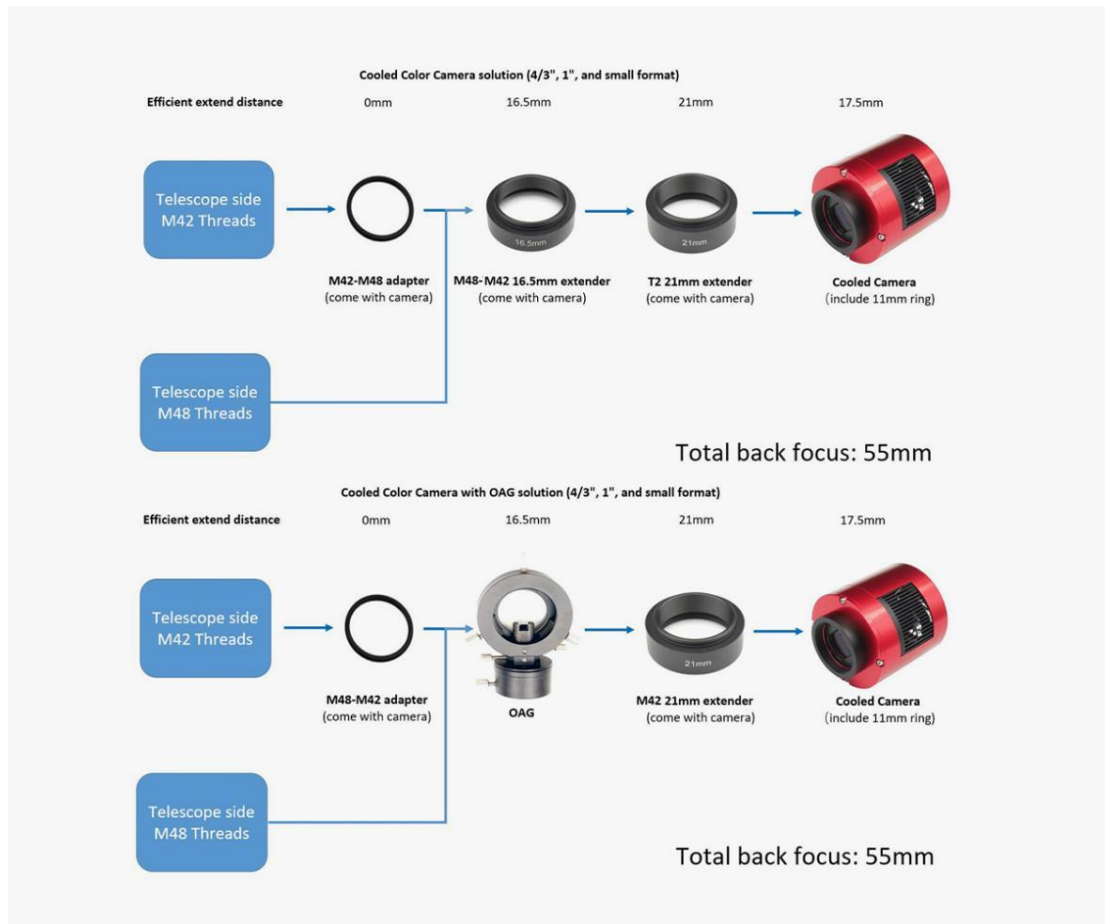 Cooled Color Camera solution (4/3", 1", and small format)
Efficient extend distance 0mm 16.5mm 21mm 17.5mm
Telescope side
M42 Threads
16.5mm
21mm
M42-M48 adapter
(come with camera)
M48-M42 16.5mm extender
(come with camera)
T2 21mm extender
(come with camera)
Cooled Camera
(include 11mm ring)
Telescope side
M48 Threads
Total back focus: 55mm
Cooled Color Camera with OAG solution (4/3", 1", and small format)
Efficient extend distance 0mm 16.5mm 21mm 17.5mm
Telescope side
M42 Threads
21mm
M48-M42 adapter
(come with camera)
OAG
M42 21mm extender
(come with camera)
Cooled Camera
(include 11mm ring)
Telescope side
M48 Threads
Total back focus: 55mm